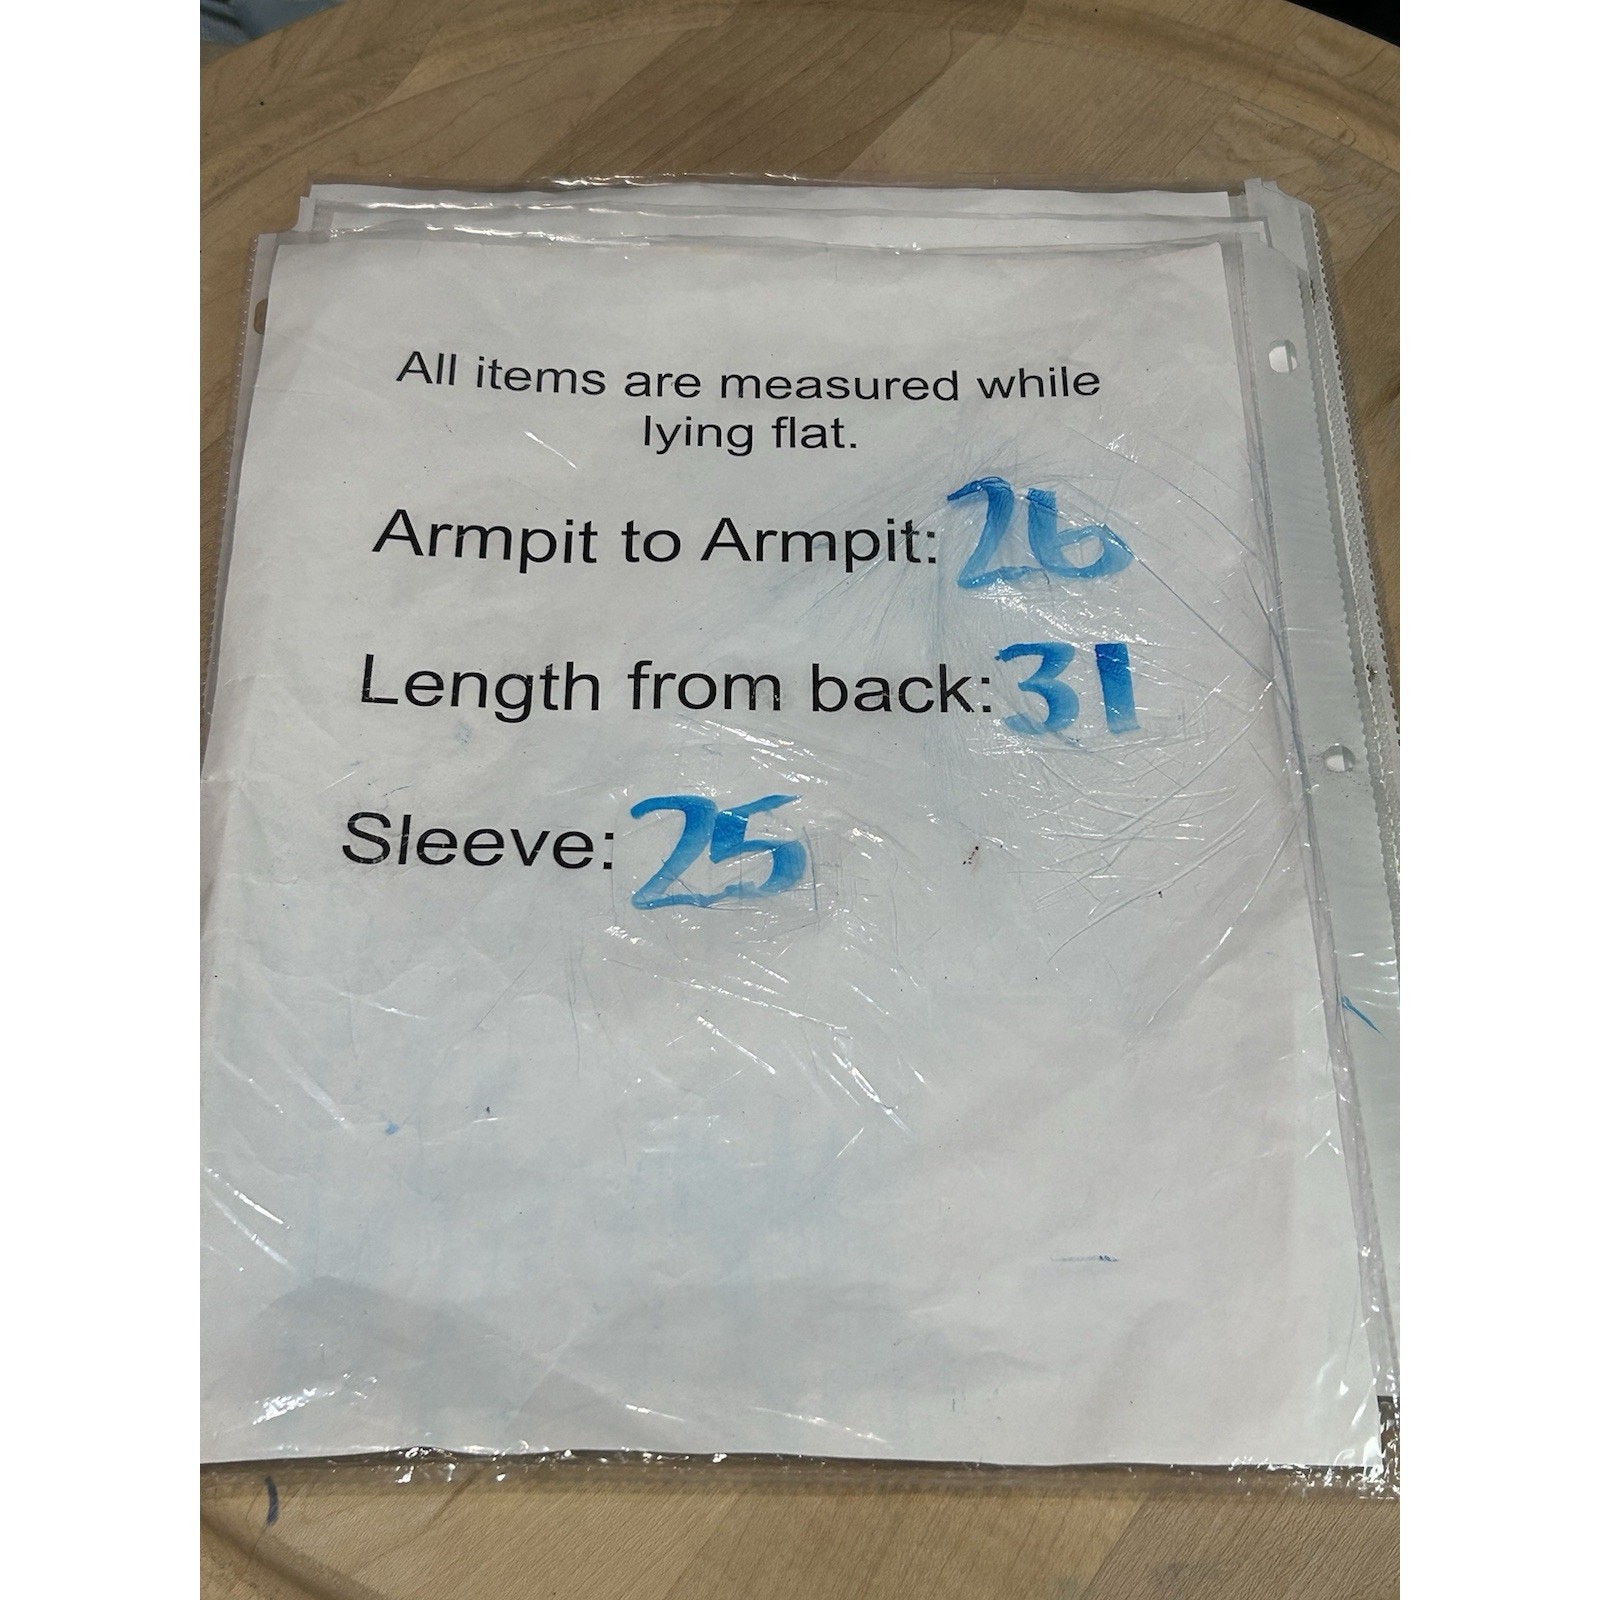 All items are measured while
lying flat.
Armpit to Armpit: 26
Length from back: 31
Sleeve: 25